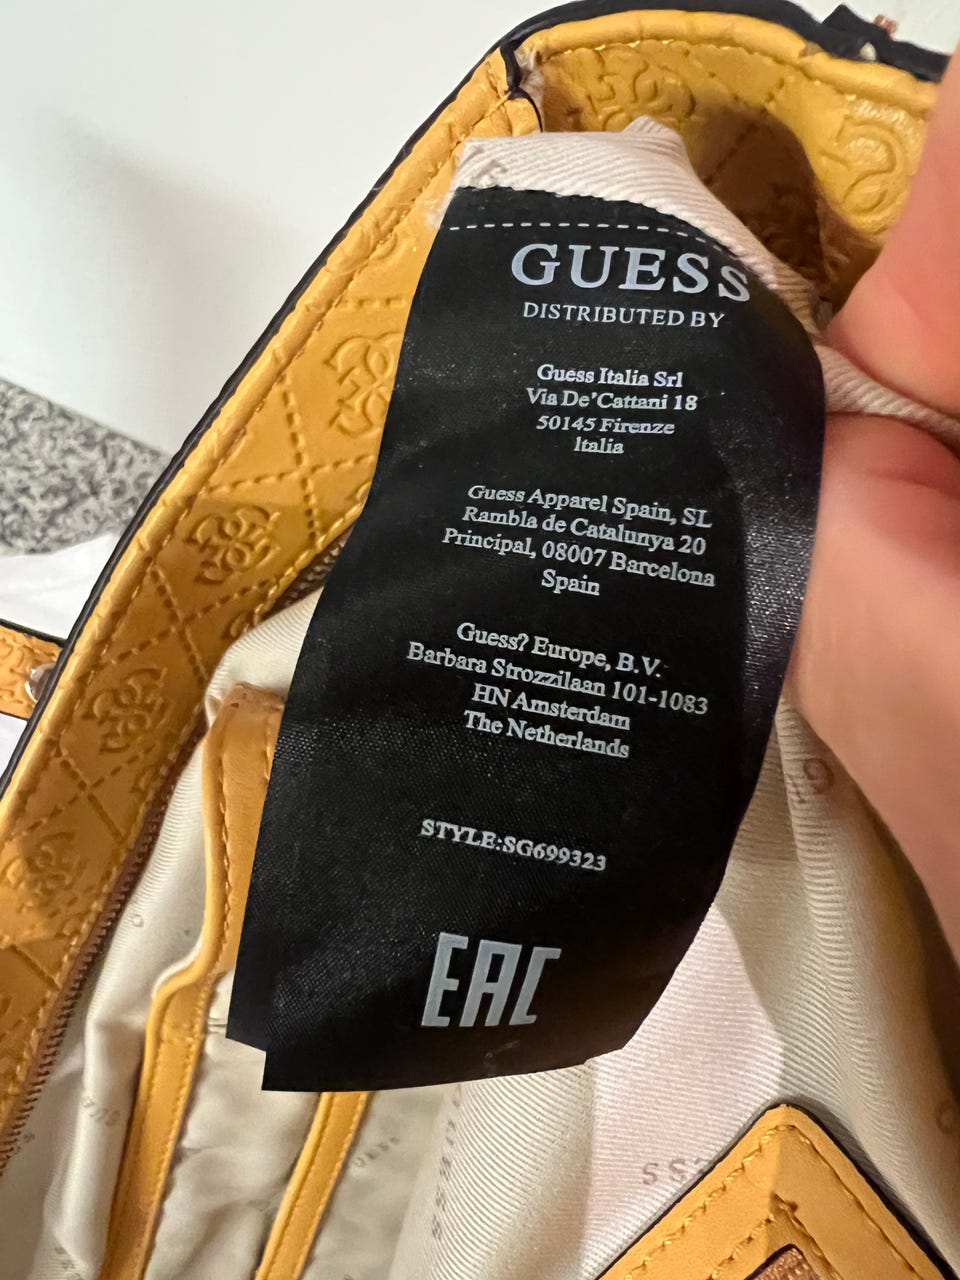 GUESS
DISTRIBUTED BY
Guess Italia Srl
Via De'Cattani 18
50145 Firenze
Italia
Guess Apparel Spain, SL
Rambla de Catalunya 20
Principal, 08007 Barcelona
Spain
Guess? Europe, B.V.
Barbara Strozzilaan 101-1083
HN Amsterdam
The Netherlands
STYLE:SG699323
EAC